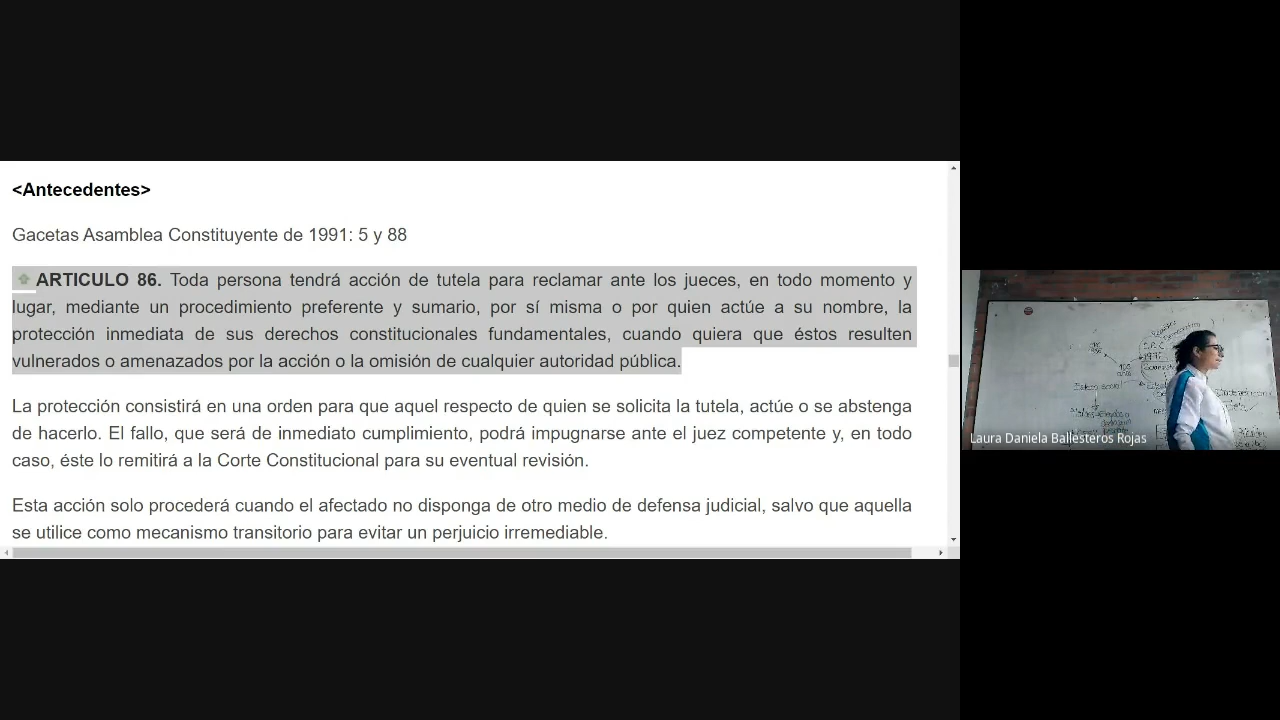 <Antecedentes>
Gacetas Asamblea Constituyente de 1991: 5 y 88
ARTICULO 86. Toda persona tendrá acción de tutela para reclamar ante los jueces, en todo momento y
lugar, mediante un procedimiento preferente y sumario, por sí misma o por quien actúe a su nombre, la
protección inmediata de sus derechos constitucionales fundamentales, cuando quiera que éstos resulten
vulnerados o amenazados por la acción o la omisión de cualquier autoridad pública.
La protección consistirá en una orden para que aquel respecto de quien se solicita la tutela, actúe o se abstenga
de hacerlo. El fallo, que será de inmediato cumplimiento, podrá impugnarse ante el juez competente y, en todo
caso, éste lo remitirá a la Corte Constitucional para su eventual revisión.
Esta acción solo procederá cuando el afectado no disponga de otro medio de defensa judicial, salvo que aquella
se utilice como mecanismo transitorio para evitar un perjuicio irremediable.
Laura Daniela Ballesteros Rojas